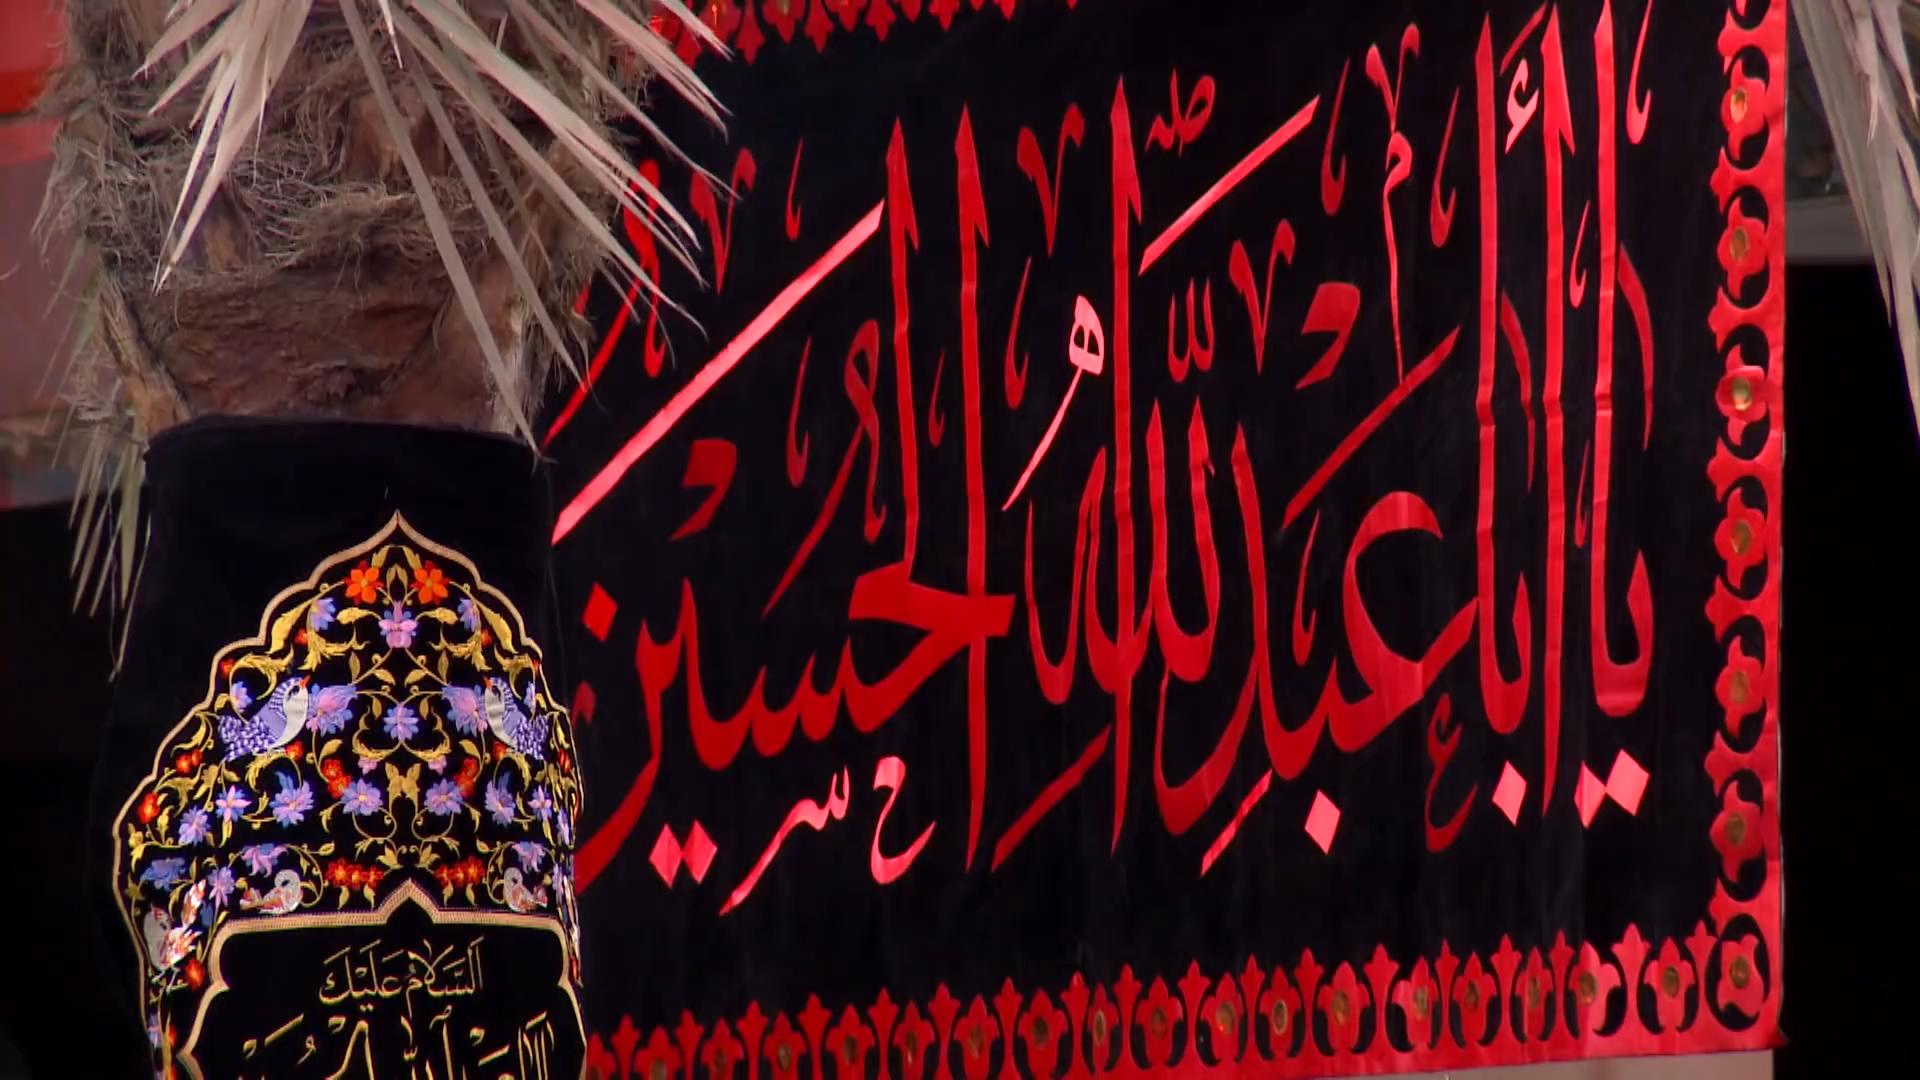 يا أبا عبد الله الحسين
السلام عليك